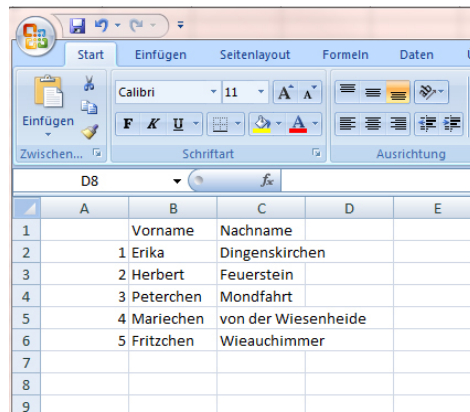 Start Einfügen Seitenlayout Formeln Daten
Einfügen
Calibri 11 A A
F K U A
Zwischen... Schriftart Ausrichtung
D8 fx
A B C D E
1 Vorname Nachname
2 1 Erika Dingenskirchen
3 2 Herbert Feuerstein
4 3 Peterchen Mondfahrt
5 4 Mariechen von der Wiesenheide
6 5 Fritzchen Wieauchimmer
7
8
9